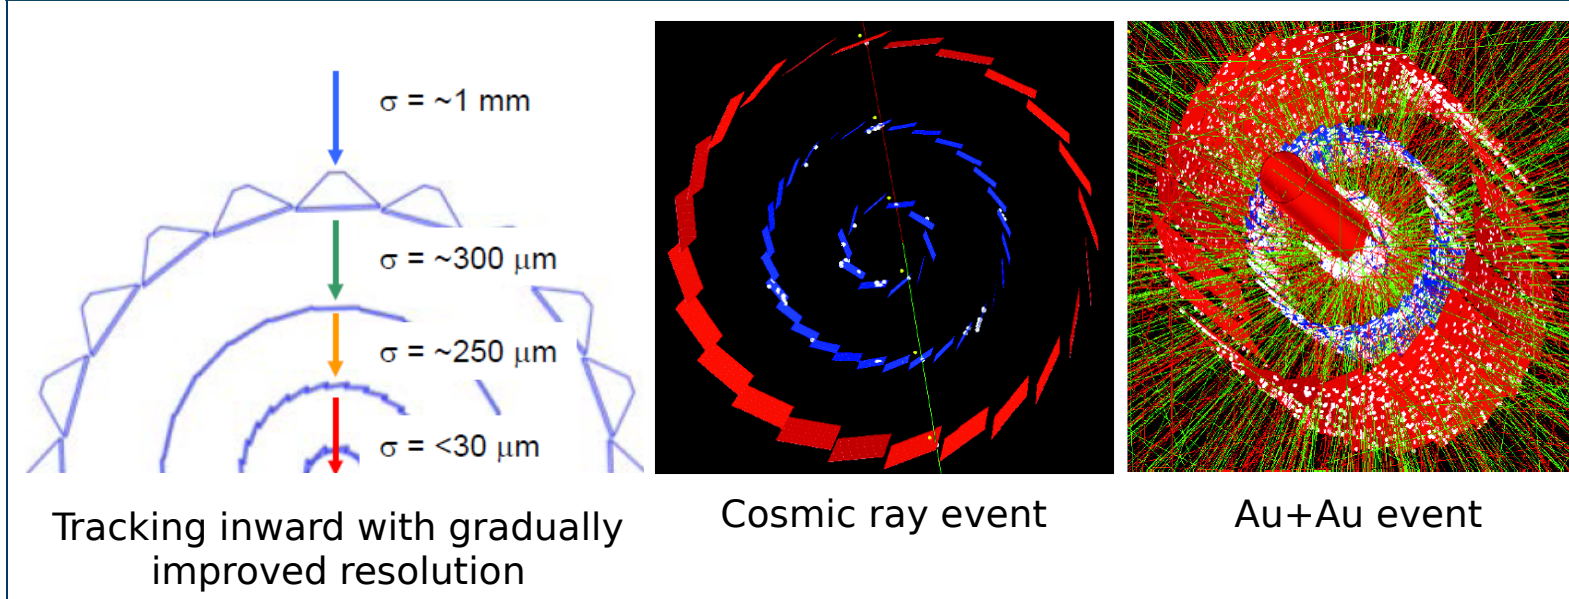 σ = ~1 mm
σ = ~300 μm
σ = ~250 μm
σ = <30 μm
Tracking inward with gradually
improved resolution
Cosmic ray event
Au+Au event